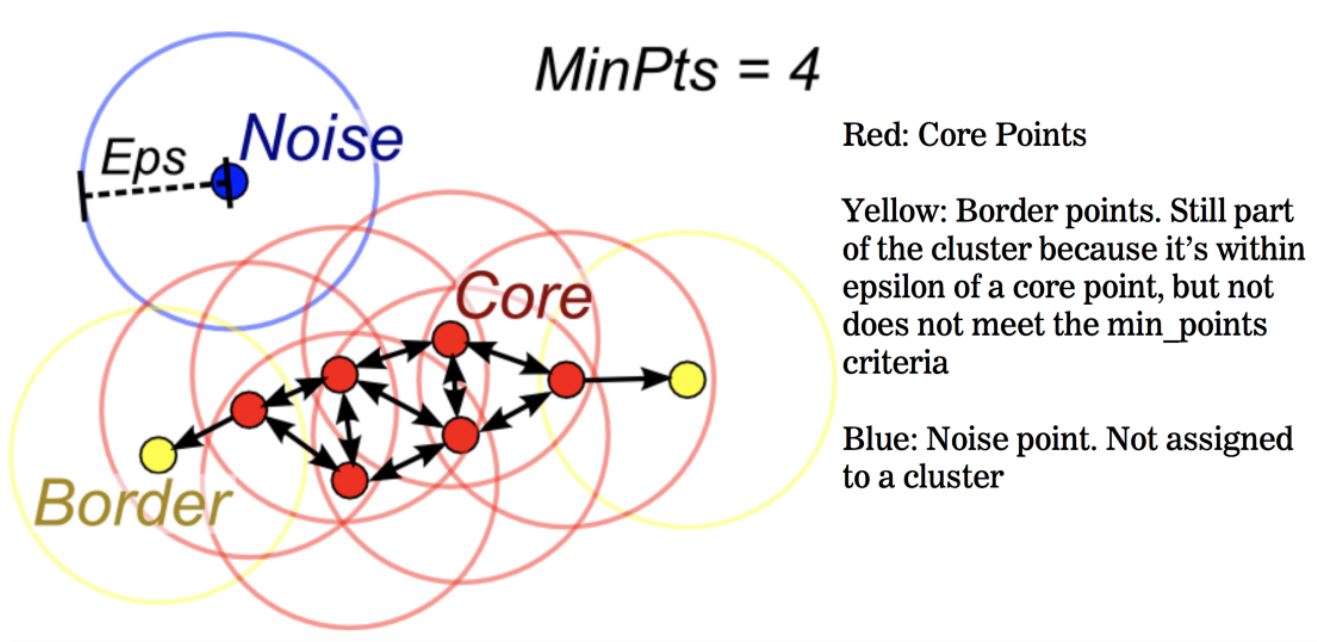 MinPts = 4
Eps
Noise
Core
Border
Red: Core Points
Yellow: Border points. Still part
of the cluster because it’s within
epsilon of a core point, but not
does not meet the min_points
criteria
Blue: Noise point. Not assigned
to a cluster